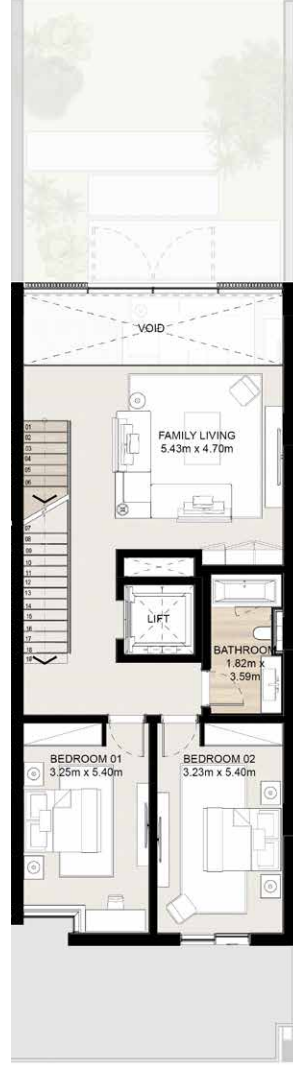 VOID
FAMILY LIVING
5.43m x 4.70m
01
02
03
04
05
06
07
08
09
10
11
12
13
14
15
16
17
18
19
LIFT
BATHROOM
1.82m x
3.59m
BEDROOM 01
3.25m x 5.40m
BEDROOM 02
3.23m x 5.40m